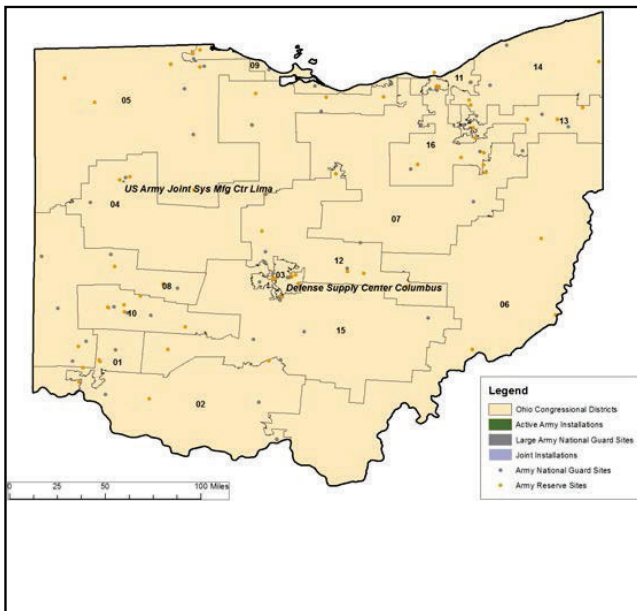 09
14
11
05
13
16
US Army Joint Sys Mfg Ctr Lima
04
07
12
03
08
Defense Supply Center Columbus
06
10
15
01
02
Legend
Ohio Congressional Districts
Active Army Installations
Large Army National Guard Sites
Joint Installations
Army National Guard Sites
Army Reserve Sites
0 25 50 100 Miles